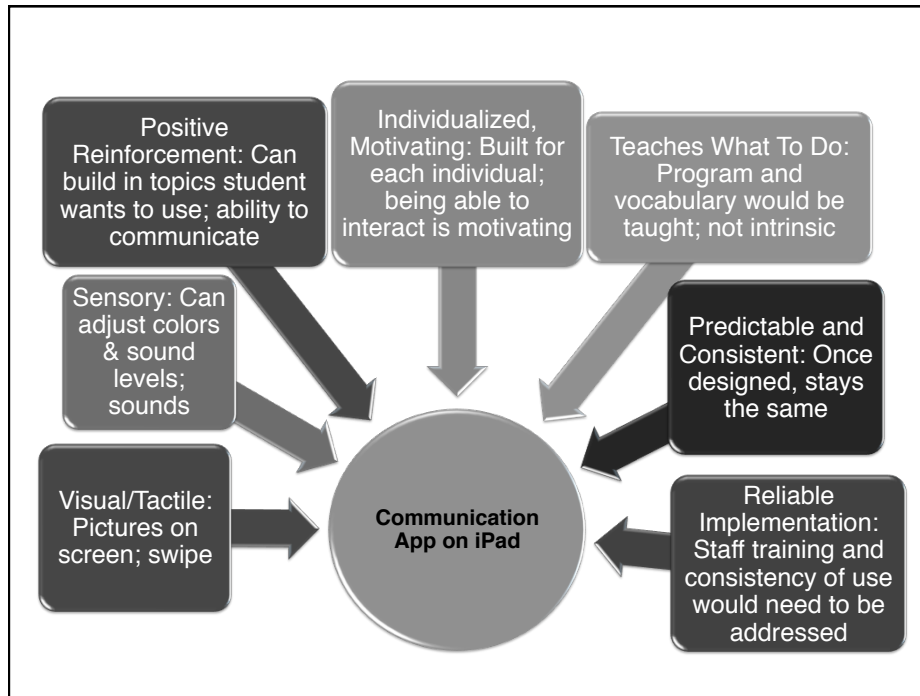 Positive
Reinforcement: Can
build in topics student
wants to use; ability to
communicate
Individualized,
Motivating: Built for
each individual;
being able to
interact is motivating
Teaches What To Do:
Program and
vocabulary would be
taught; not intrinsic
Sensory: Can
adjust colors
& sound
levels;
sounds
Predictable and
Consistent: Once
designed, stays
the same
Visual/Tactile:
Pictures on
screen; swipe
Communication
App on iPad
Reliable
Implementation:
Staff training and
consistency of use
would need to be
addressed